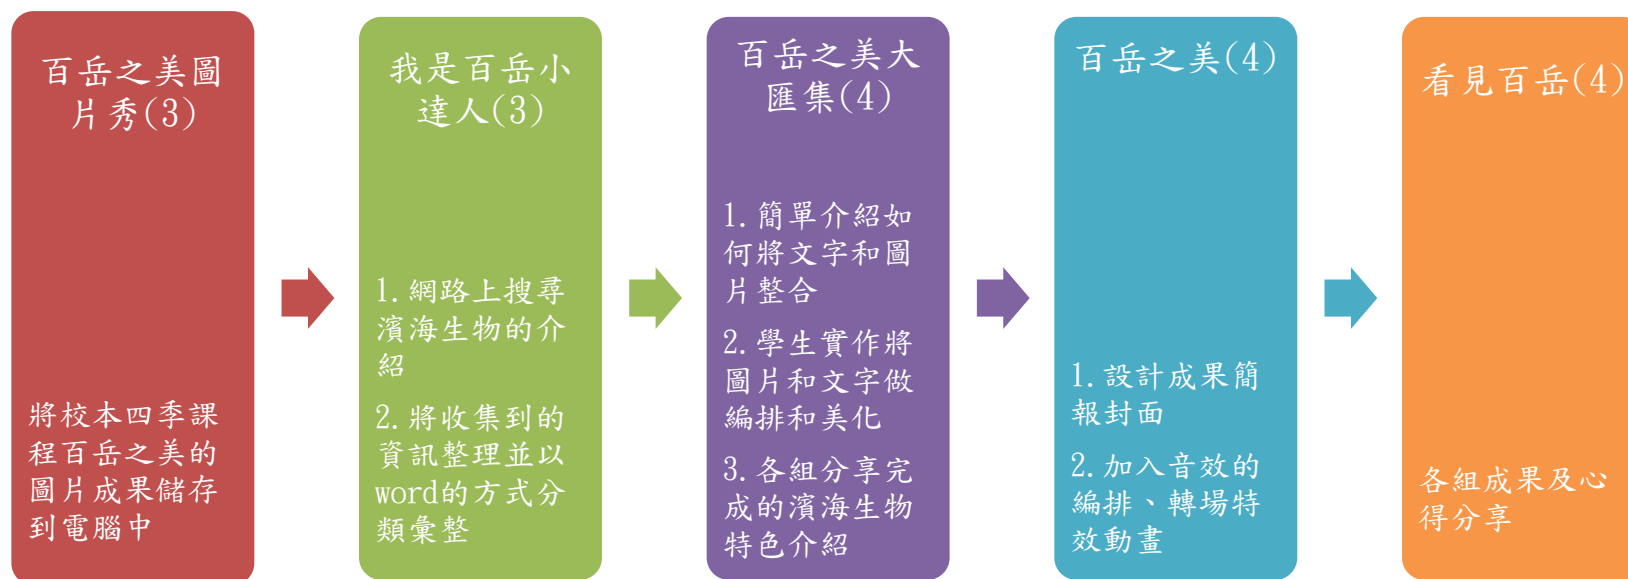 百岳之美圖
片秀(3)
將校本四季課
程百岳之美的
圖片成果儲存
到電腦中
我是百岳小
達人(3)
1.網路上搜尋
濱海生物的介
紹
2.將收集到的
資訊整理並以
word的方式分
類彙整
百岳之美大
匯集(4)
1.簡單介紹如
何將文字和圖
片整合
2.學生實作將
圖片和文字做
編排和美化
3.各組分享完
成的濱海生物
特色介紹
百岳之美(4)
1.設計成果簡
報封面
2.加入音效的
編排、轉場特
效動畫
看見百岳(4)
各組成果及心
得分享